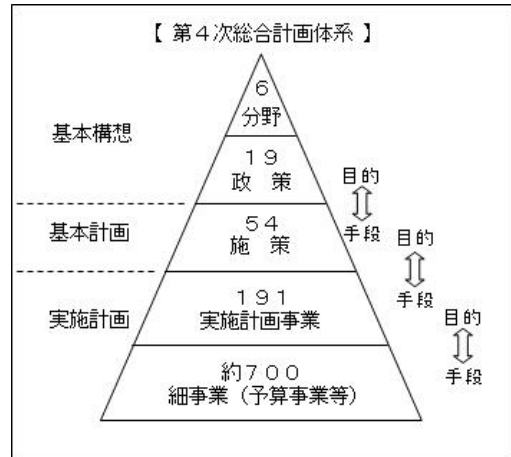 【 第４次総合計画体系 】
６
分野
基本構想
１９
政　策
目的
手段
基本計画
５４
施　策
目的
手段
実施計画
１９１
実施計画事業
目的
手段
約７００
細事業（予算事業等）